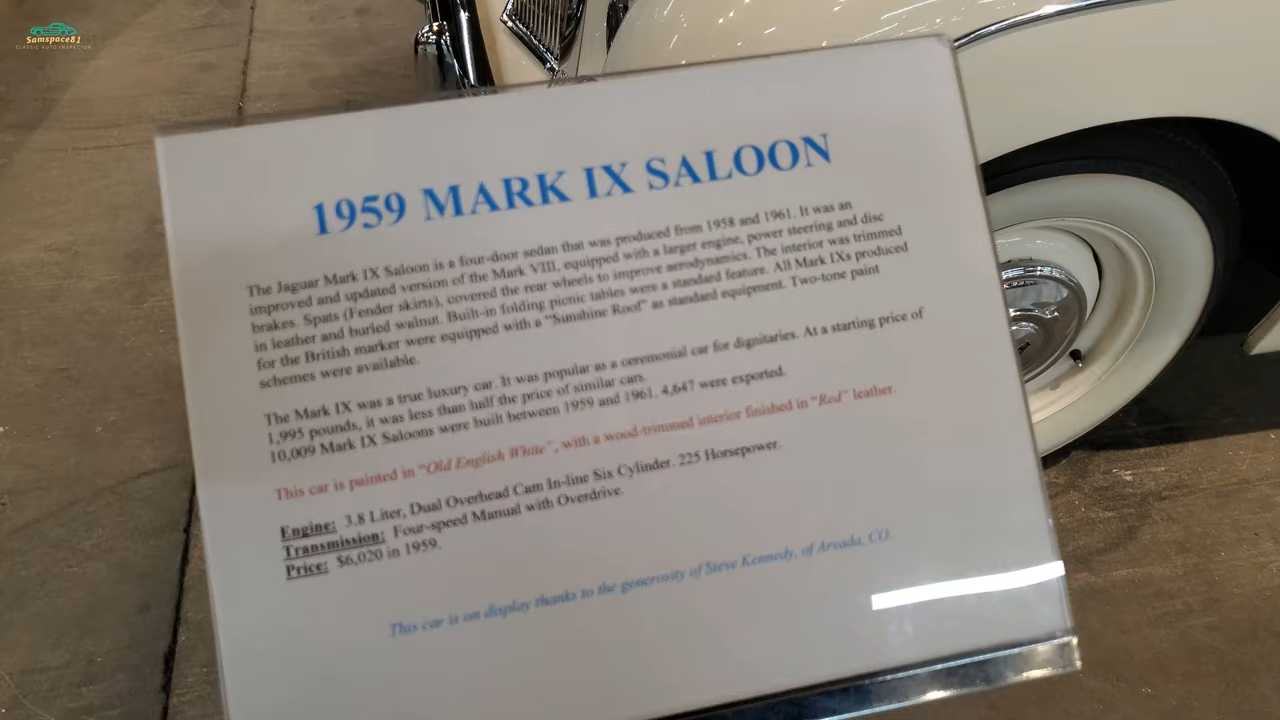 Samspace81
CLASSIC AUTO INSPECTOR
1959 MARK IX SALOON
The Jaguar Mark IX Saloon is a four-door sedan that was produced from 1958 and 1961. It was an
improved and updated version of the Mark VIII, equipped with a larger engine, power steering and disc
brakes. Spats (Fender skirts), covered the rear wheels to improve aerodynamics. The interior was trimmed
in leather and burled walnut. Built-in folding picnic tables were a standard feature. All Mark IXs produced
for the British marker were equipped with a "Sunshine Roof" as standard equipment. Two-tone paint
schemes were available.
The Mark IX was a true luxury car. It was popular as a ceremonial car for dignitaries. At a starting price of
1,995 pounds, it was less than half the price of similar cars.
10,009 Mark IX Saloons were built between 1959 and 1961. 4,647 were exported.
This car is painted in "Old English White", with a wood-trimmed interior finished in "Red" leather.
Engine: 3.8 Liter, Dual Overhead Cam In-line Six Cylinder. 225 Horsepower.
Transmission: Four-speed Manual with Overdrive.
Price: $6,020 in 1959.
This car is on display thanks to the generosity of Steve Kennedy, of Arvada, CO.